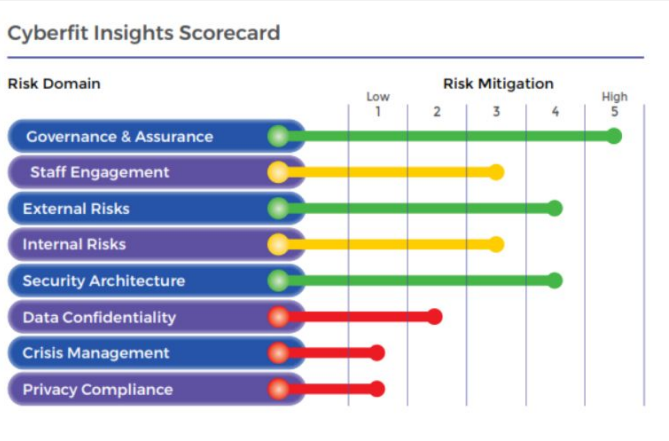 Cyberfit Insights Scorecard
Risk Domain
Risk Mitigation
Low
High
1 2 3 4 5
Governance & Assurance
Staff Engagement
External Risks
Internal Risks
Security Architecture
Data Confidentiality
Crisis Management
Privacy Compliance